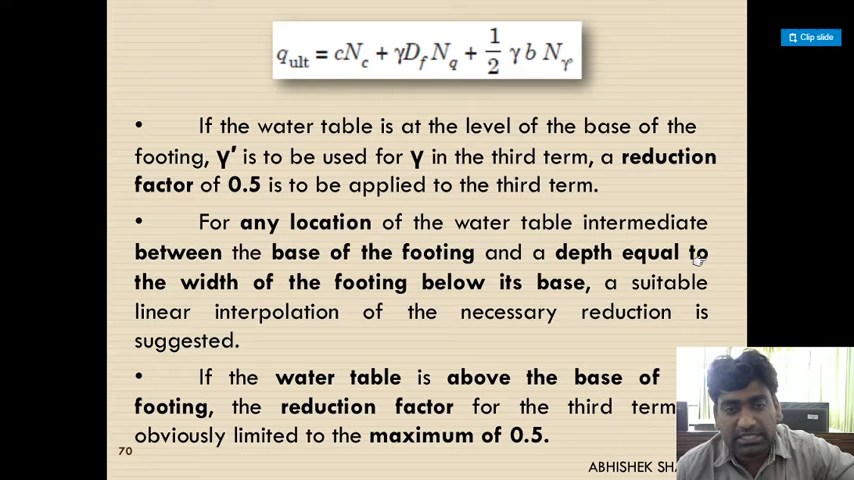 Clip slide
q_ult = cN_c + γD_f N_q + 1/2 γ b N_γ
• If the water table is at the level of the base of the
footing, γ′ is to be used for γ in the third term, a reduction
factor of 0.5 is to be applied to the third term.
• For any location of the water table intermediate
between the base of the footing and a depth equal to
the width of the footing below its base, a suitable
linear interpolation of the necessary reduction is
suggested.
• If the water table is above the base of
footing, the reduction factor for the third term
obviously limited to the maximum of 0.5.
70
ABHISHEK